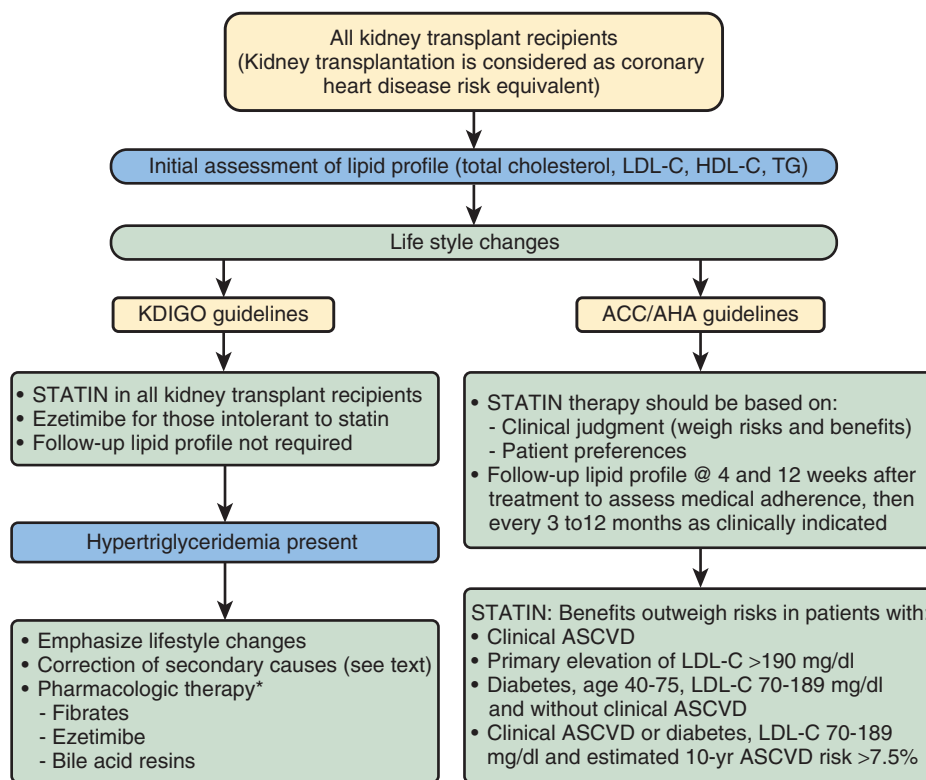 All kidney transplant recipients
(Kidney transplantation is considered as coronary
heart disease risk equivalent)
Initial assessment of lipid profile (total cholesterol, LDL-C, HDL-C, TG)
Life style changes
KDIGO guidelines
• STATIN in all kidney transplant recipients
• Ezetimibe for those intolerant to statin
• Follow-up lipid profile not required
Hypertriglyceridemia present
• Emphasize lifestyle changes
• Correction of secondary causes (see text)
• Pharmacologic therapy*
- Fibrates
- Ezetimibe
- Bile acid resins
ACC/AHA guidelines
• STATIN therapy should be based on:
- Clinical judgment (weigh risks and benefits)
- Patient preferences
• Follow-up lipid profile @ 4 and 12 weeks after
treatment to assess medical adherence, then
every 3 to12 months as clinically indicated
STATIN: Benefits outweigh risks in patients with:
• Clinical ASCVD
• Primary elevation of LDL-C >190 mg/dl
• Diabetes, age 40-75, LDL-C 70-189 mg/dl
and without clinical ASCVD
• Clinical ASCVD or diabetes, LDL-C 70-189
mg/dl and estimated 10-yr ASCVD risk >7.5%